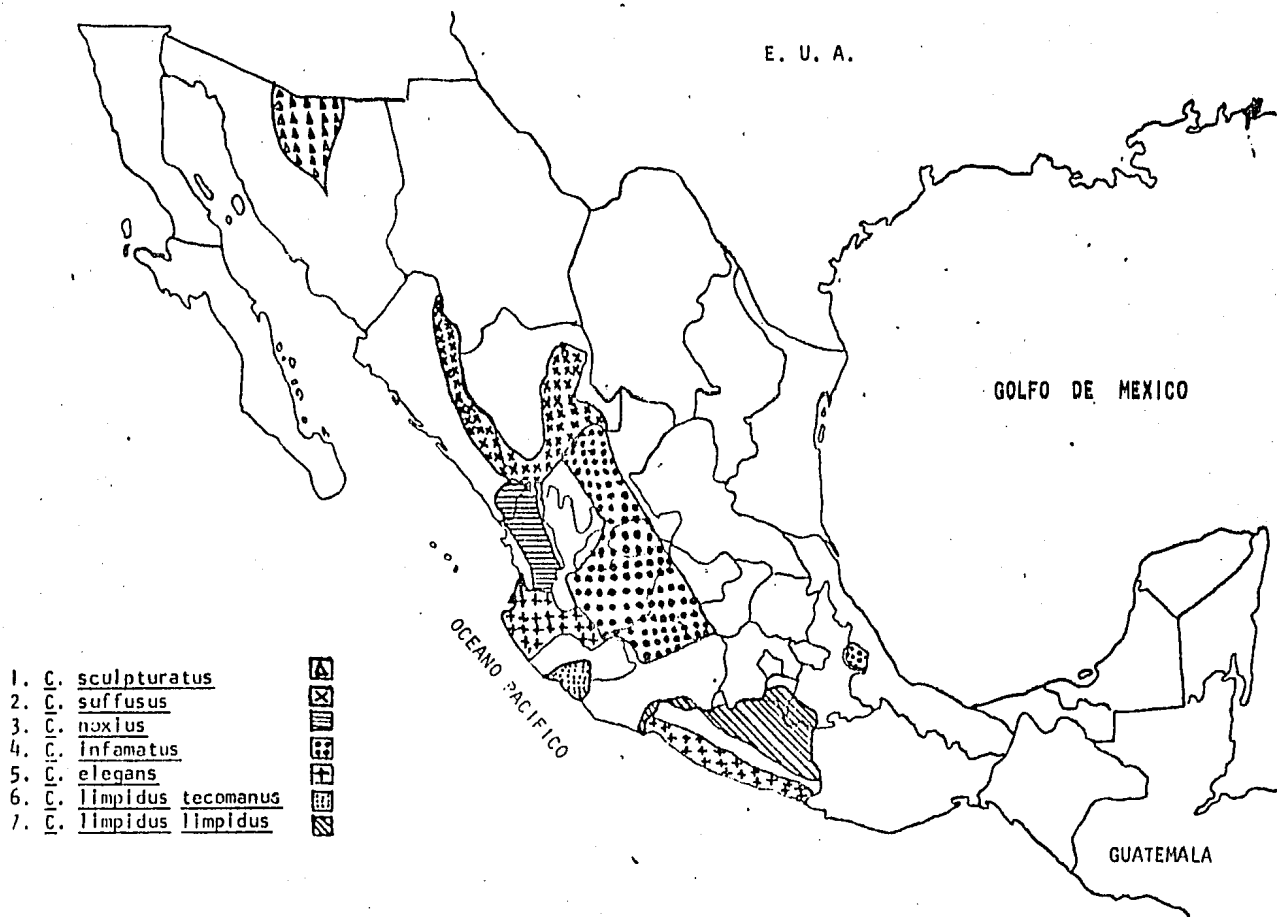 E. U. A.
GOLFO DE MEXICO
OCEANO PACIFICO
1. C. sculpturatus
2. C. suffusus
3. C. noxius
4. C. infamatus
5. C. elegans
6. C. limpidus tecomanus
7. C. limpidus limpidus
GUATEMALA